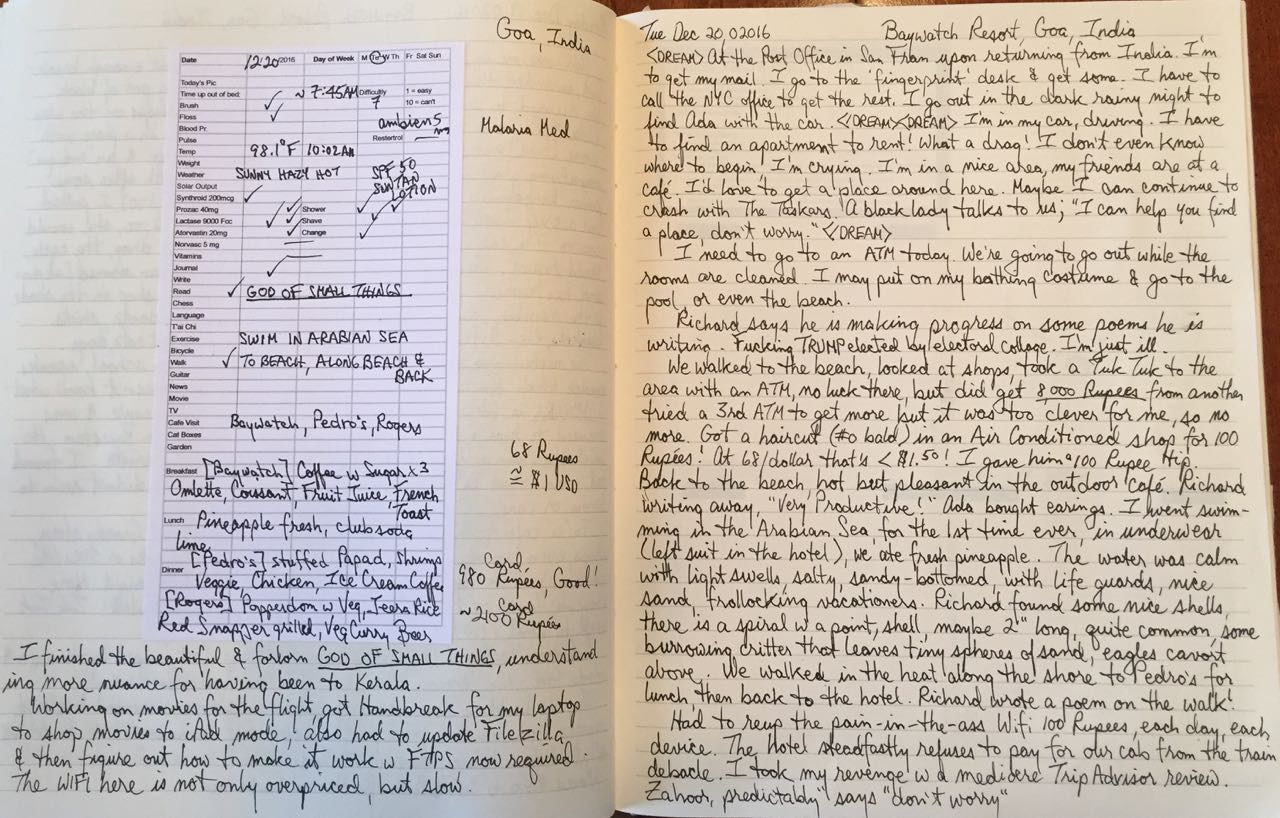 Goa, India
Date 12/20/2016 Day of Week M Tu W Th Fr Sat Sun
Today's Pic
Time up out of bed: ~ 7:45AM Difficulty 7 1 = easy
10 = can't
Brush
Floss
Blood Pr. ambien 5 mg
Pulse Restertrol
Malaria Med
Temp 98.1°F 10:02AM
Weight
Weather SUNNY HAZY HOT SPF 50
Solar Output SUNTAN
Synthroid 200mcg LOTION
Prozac 40mg Shower
Lactase 9000 Fcc Shave
Atorvastin 20mg Change
Norvasc 5 mg
Vitamins
Journal
Write
Read GOD OF SMALL THINGS
Chess
Language
T'ai Chi
Exercise SWIM IN ARABIAN SEA
Bicycle
Walk TO BEACH, ALONG BEACH &
Guitar BACK
News
Movie
TV
Cafe Visit Baywatch, Pedro's, Rogers
Cat Boxes
Garden
Breakfast [Baywatch] Coffee w Sugar x3
Omlette, Coussant, Fruit Juice, French
Toast
68 Rupees
≅ $1 USD
Lunch Pineapple fresh, club soda
lime,
[Pedro's] stuffed Papad, Shrimp
Dinner Veggie, Chicken, Ice Cream Coffee
Card,
980 Rupees, Good!
[Rogers] Popperdom w Veg, Jeera Rice
Red Snapper grilled, Veg Curry Beer
Card
~2100 Rupees
I finished the beautiful & forlorn GOD OF SMALL THINGS, understand
ing more nuance for having been to Kerala.
Working on movies for the flight, got Handbreak for my laptop
to shop movies to iPad mode, also had to update Filelzilla
& then figure out how to make it work w FTPS now required.
The WIFI here is not only overpriced, but slow.
Tue Dec 20, 02016 Baywatch Resort, Goa, India
<DREAM> At the Post Office in San Fran upon returning from India. I'm
to get my mail. I go to the 'fingerprint' desk & get some. I have to
call the NYC office to get the rest. I go out in the dark rainy night to
find Ada with the car. </DREAM><DREAM> I'm in my car, driving. I have
to find an apartment to rent! What a drag! I don't even know
where to begin, I'm crying. I'm in a nice area, my friends are at a
café. I'd love to get a place around here. Maybe I can continue to
crash with The Taskars. A black lady talks to us; "I can help you find
a place, don't worry." </DREAM>
I need to go to an ATM today. We're going to go out while the
rooms are cleaned. I may put on my bathing costume & go to the
pool, or even the beach.
Richard says he is making progress on some poems he is
writing. Fucking TRUMP elected by electoral college. I'm just ill.
We walked to the beach, looked at shops, took a Tuk Tuk to the
area with an ATM, no luck there, but did get 8000 Rupees from another
tried a 3rd ATM to get more but it was too clever for me, so no
more. Got a haircut (#0 bald) in an Air Conditioned shop for 100
Rupees! At 68/dollar that's < $1.50! I gave him a 100 Rupee tip.
Back to the beach, hot but pleasant in the outdoor café. Richard
writing away, "Very Productive!" Ada bought earings. I went swim-
ming in the Arabian Sea, for the 1st time ever, in underwear
(left suit in the hotel), we ate fresh pineapple. The water was calm
with light swells, salty, sandy-bottomed, with life guards, nice
sand, frollocking vacationers. Richard found some nice shells,
there is a spiral w a point, shell, maybe 2" long, quite common, some
burrowing critter that leaves tiny spheres of sand, eagles cavort
above. We walked in the heat along the shore to Pedro's for
lunch, then back to the hotel. Richard wrote a poem on the walk!
Had to reup the pain-in-the-ass Wifi 100 Rupees, each day, each
device. The Hotel steadfastly refuses to pay for our cab from the train
debacle. I took my revenge w a mediocre Trip Advisor review.
Zahoor, predictably says "don't worry"